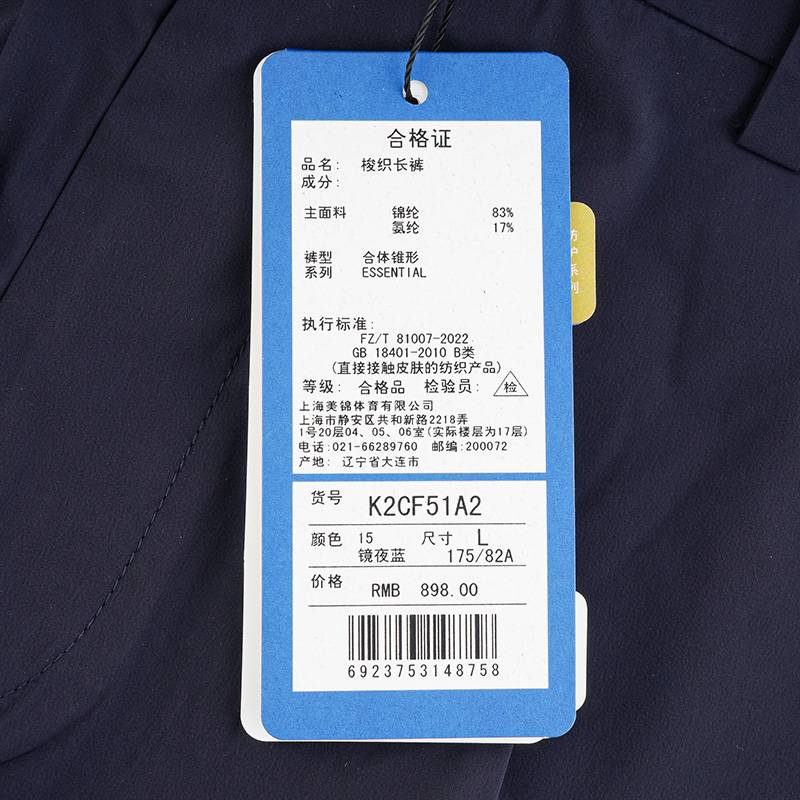 合格证
品名: 梭织长裤
成分:
主面料 锦纶 83%
氨纶 17%
裤型 合体锥形
系列 ESSENTIAL
执行标准:
FZ/T 81007-2022
GB 18401-2010 B类
(直接接触皮肤的纺织产品)
等级: 合格品 检验员: 检
上海美锦体育有限公司
上海市静安区共和新路2218弄
1号20层04、05、06室(实际楼层为17层)
电话:021-66289760 邮编:200072
产地: 辽宁省大连市
货号 K2CF51A2
颜色 15 尺寸 L
镜夜蓝 175/82A
价格 RMB 898.00
6923753148758
防护系列